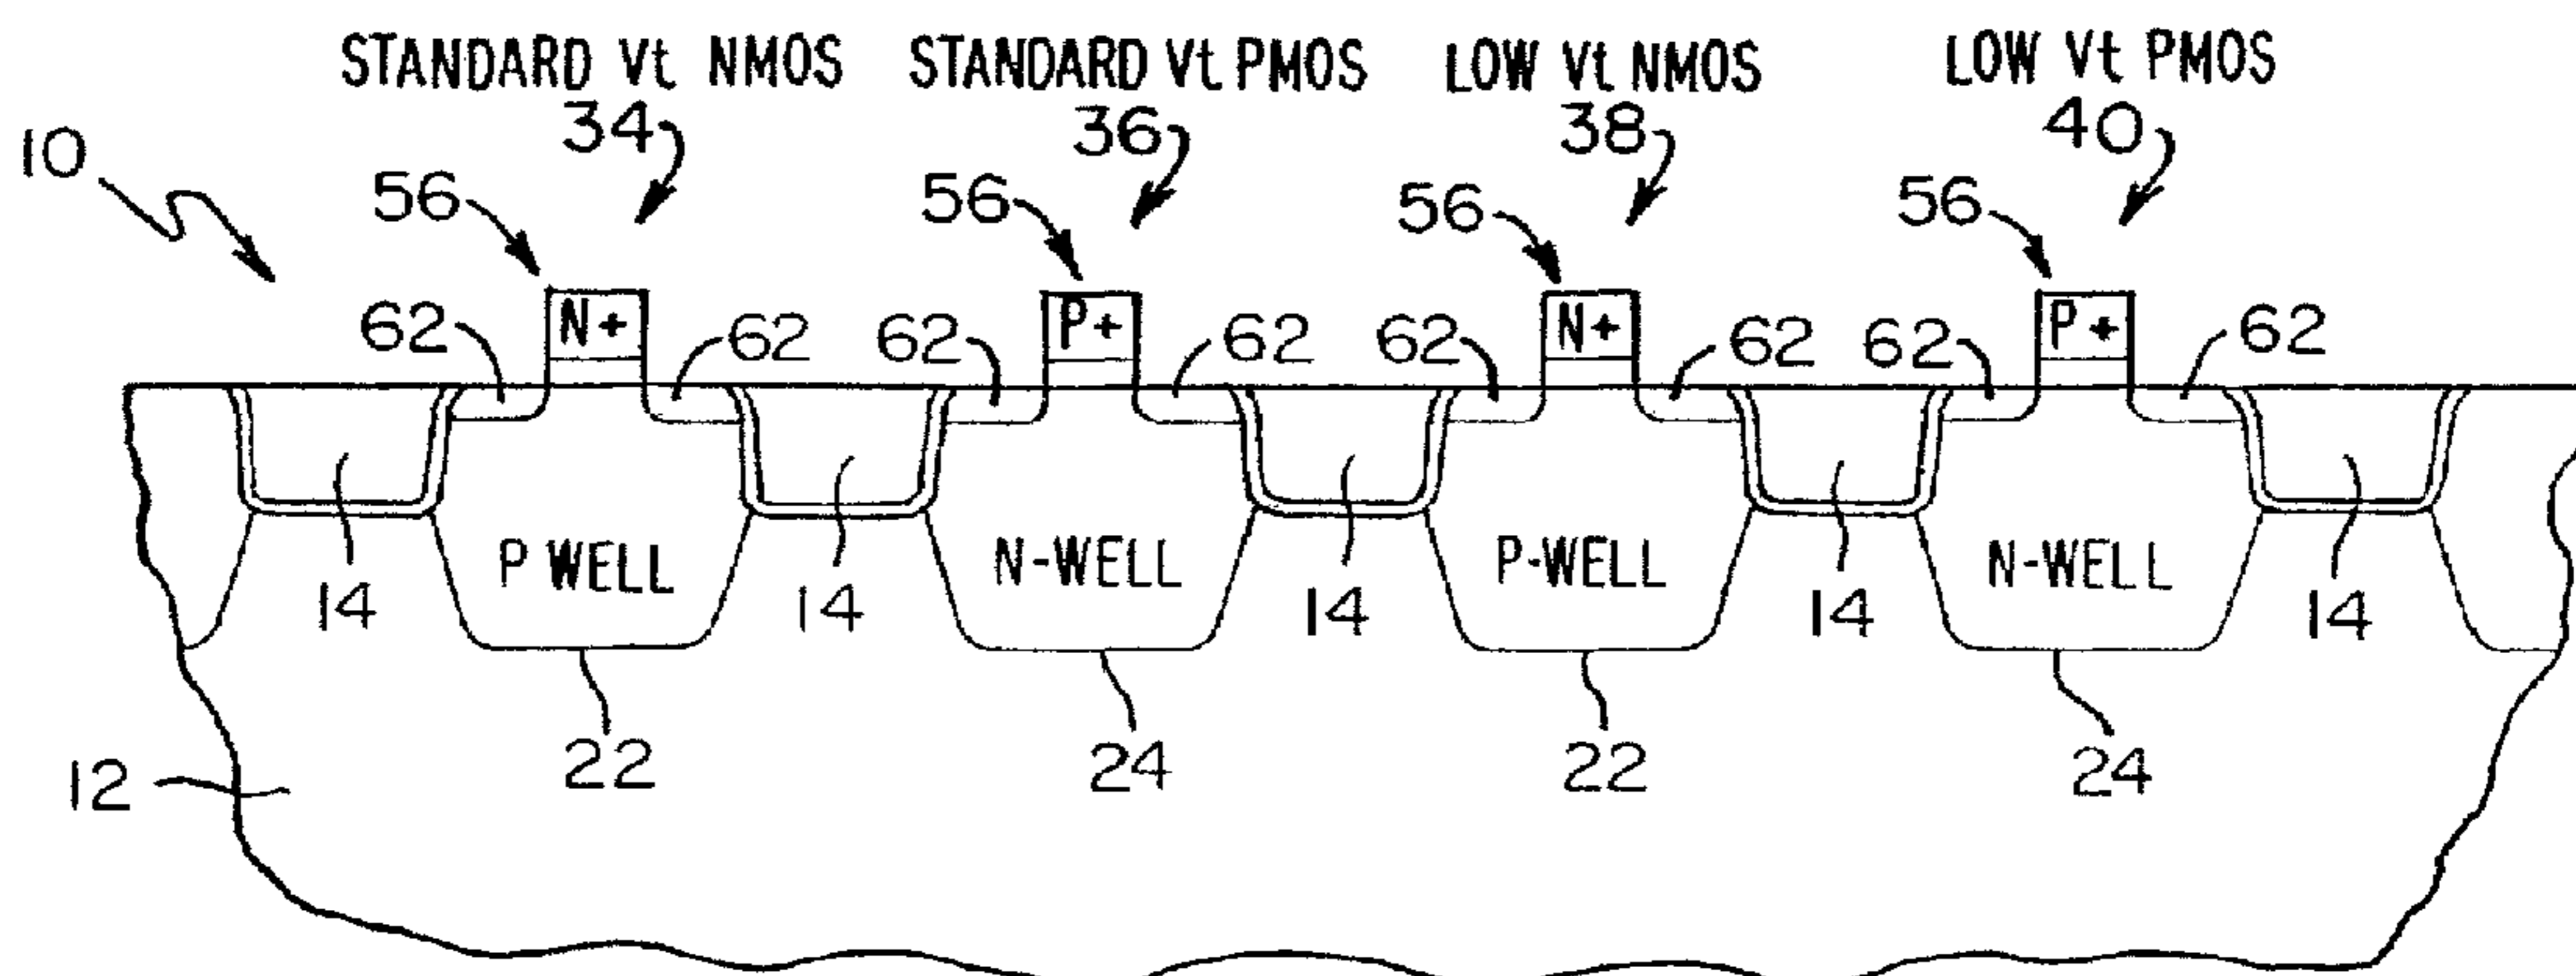 STANDARD Vt NMOS STANDARD Vt PMOS LOW Vt NMOS LOW Vt PMOS
34 36 38 40
10 56 56 56 56
N+ P+ N+ P+
62 62 62 62 62 62 62 62
P WELL N-WELL P-WELL N-WELL
14 14 14 14 14
22 24 22 24
12